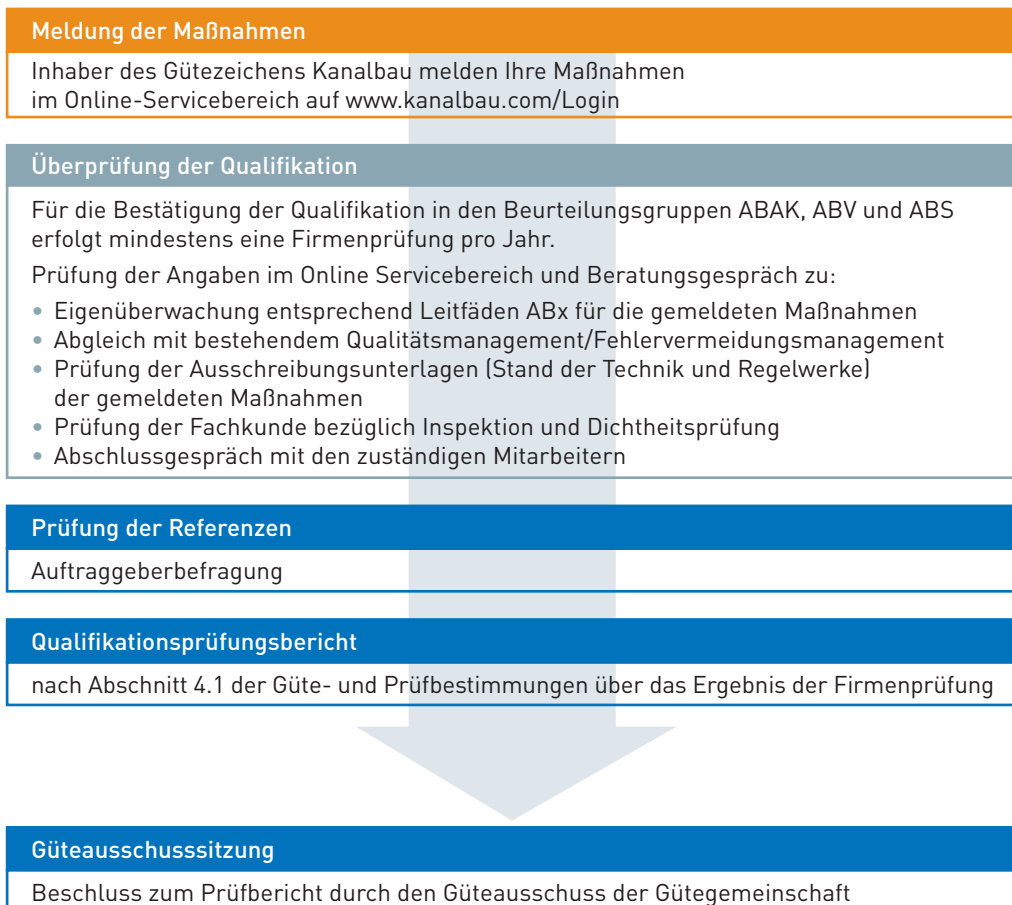 Meldung der Maßnahmen
Inhaber des Gütezeichens Kanalbau melden Ihre Maßnahmen
im Online-Servicebereich auf www.kanalbau.com/Login
Überprüfung der Qualifikation
Für die Bestätigung der Qualifikation in den Beurteilungsgruppen ABAK, ABV und ABS
erfolgt mindestens eine Firmenprüfung pro Jahr.
Prüfung der Angaben im Online Servicebereich und Beratungsgespräch zu:
• Eigenüberwachung entsprechend Leitfäden ABx für die gemeldeten Maßnahmen
• Abgleich mit bestehendem Qualitätsmanagement/Fehlervermeidungsmanagement
• Prüfung der Ausschreibungsunterlagen (Stand der Technik und Regelwerke)
der gemeldeten Maßnahmen
• Prüfung der Fachkunde bezüglich Inspektion und Dichtheitsprüfung
• Abschlussgespräch mit den zuständigen Mitarbeitern
Prüfung der Referenzen
Auftraggeberbefragung
Qualifikationsprüfungsbericht
nach Abschnitt 4.1 der Güte- und Prüfbestimmungen über das Ergebnis der Firmenprüfung
Güteausschusssitzung
Beschluss zum Prüfbericht durch den Güteausschuss der Gütegemeinschaft